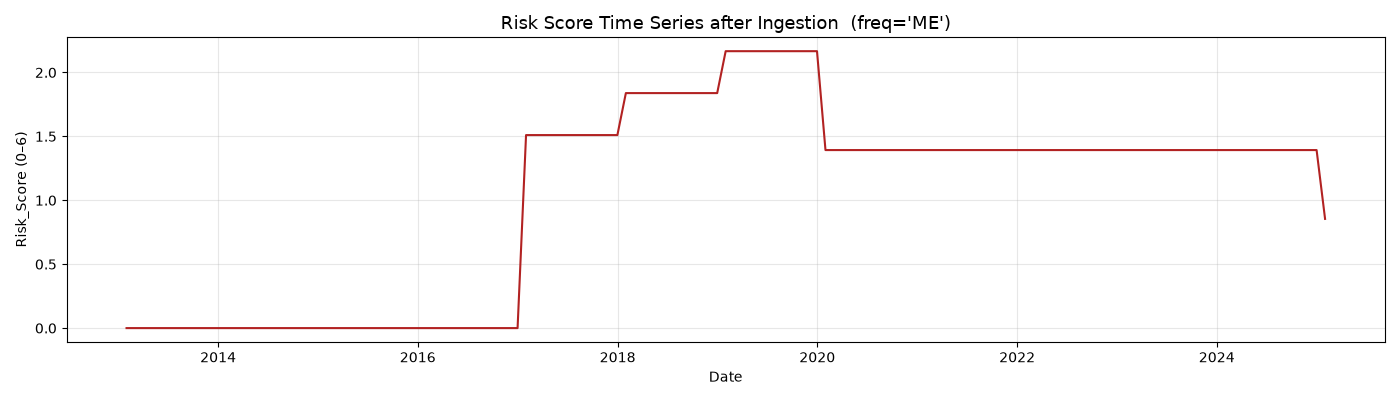 Risk Score Time Series after Ingestion  (freq='ME')
Risk_Score (0–6)
2.0
1.5
1.0
0.5
0.0
2014 2016 2018 2020 2022 2024
Date